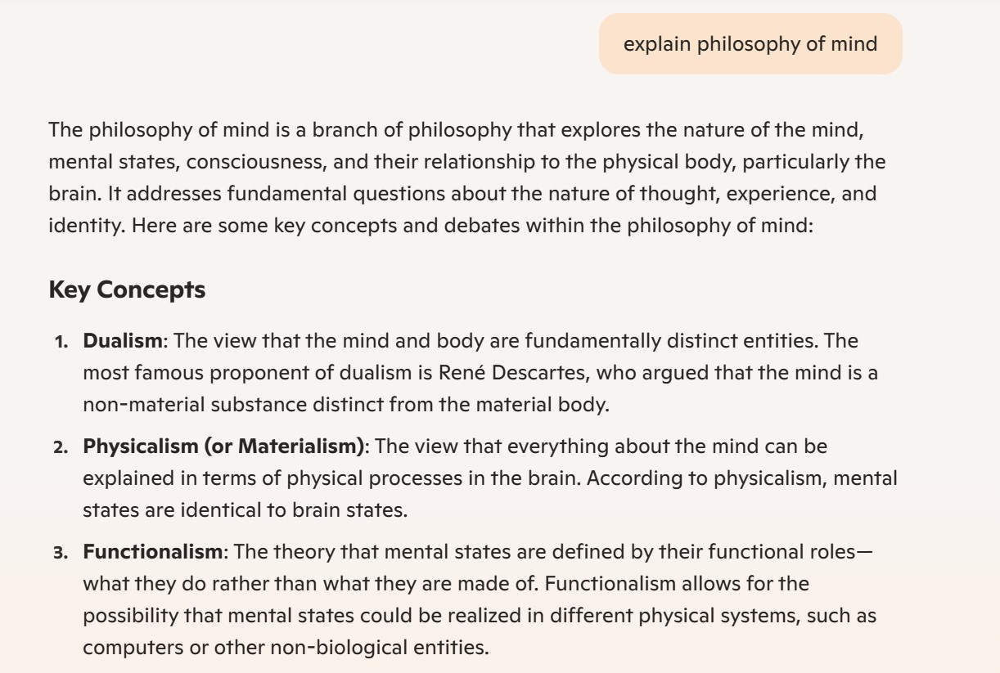 explain philosophy of mind
The philosophy of mind is a branch of philosophy that explores the nature of the mind,
mental states, consciousness, and their relationship to the physical body, particularly the
brain. It addresses fundamental questions about the nature of thought, experience, and
identity. Here are some key concepts and debates within the philosophy of mind:
Key Concepts
1. Dualism: The view that the mind and body are fundamentally distinct entities. The
most famous proponent of dualism is René Descartes, who argued that the mind is a
non-material substance distinct from the material body.
2. Physicalism (or Materialism): The view that everything about the mind can be
explained in terms of physical processes in the brain. According to physicalism, mental
states are identical to brain states.
3. Functionalism: The theory that mental states are defined by their functional roles—
what they do rather than what they are made of. Functionalism allows for the
possibility that mental states could be realized in different physical systems, such as
computers or other non-biological entities.